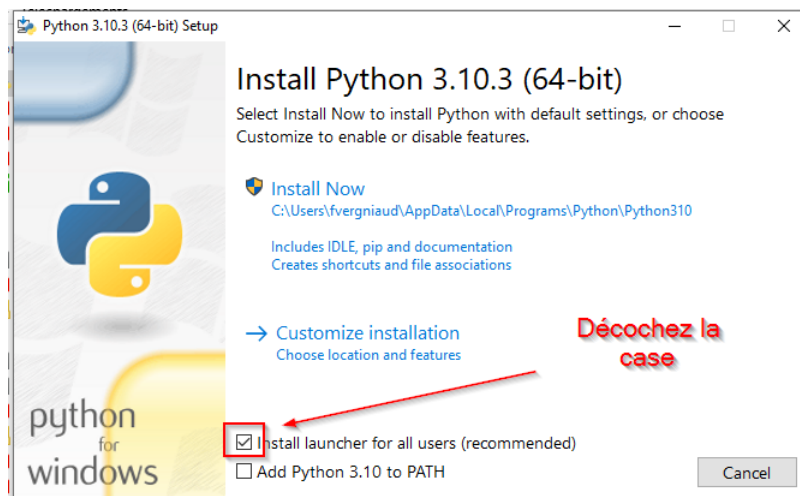 Python 3.10.3 (64-bit) Setup
Install Python 3.10.3 (64-bit)
Select Install Now to install Python with default settings, or choose
Customize to enable or disable features.
Install Now
C:\Users\fvergniaud\AppData\Local\Programs\Python\Python310
Includes IDLE, pip and documentation
Creates shortcuts and file associations
Customize installation
Choose location and features
Décochez la
case
Install launcher for all users (recommended)
Add Python 3.10 to PATH
Cancel
python
for
windows